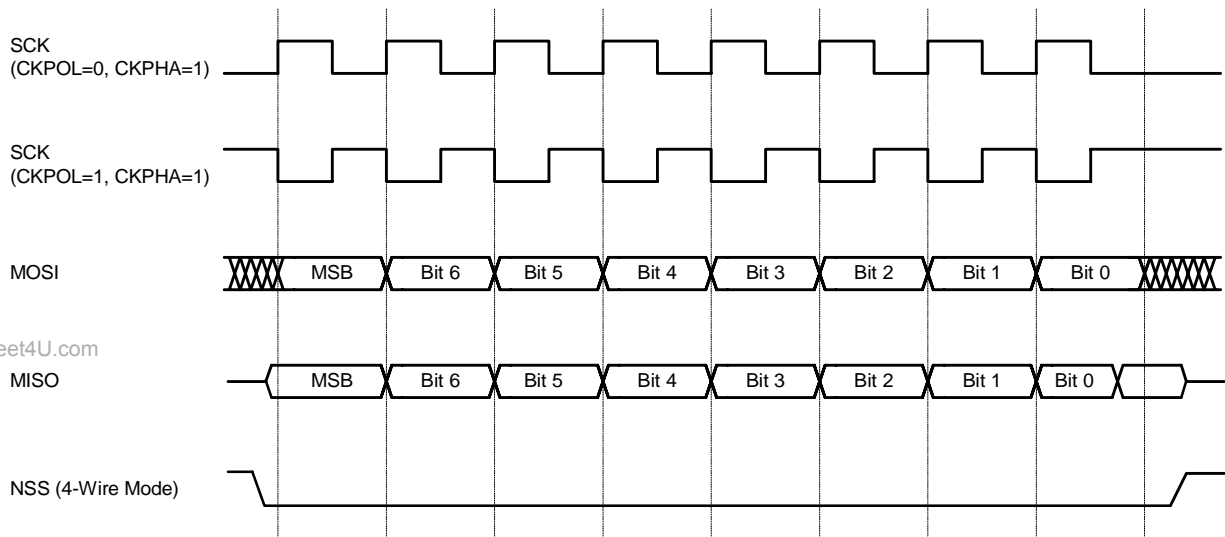 SCK
(CKPOL=0, CKPHA=1)
SCK
(CKPOL=1, CKPHA=1)
MOSI
MSB Bit 6 Bit 5 Bit 4 Bit 3 Bit 2 Bit 1 Bit 0
eet4U.com
MISO
MSB Bit 6 Bit 5 Bit 4 Bit 3 Bit 2 Bit 1 Bit 0
NSS (4-Wire Mode)